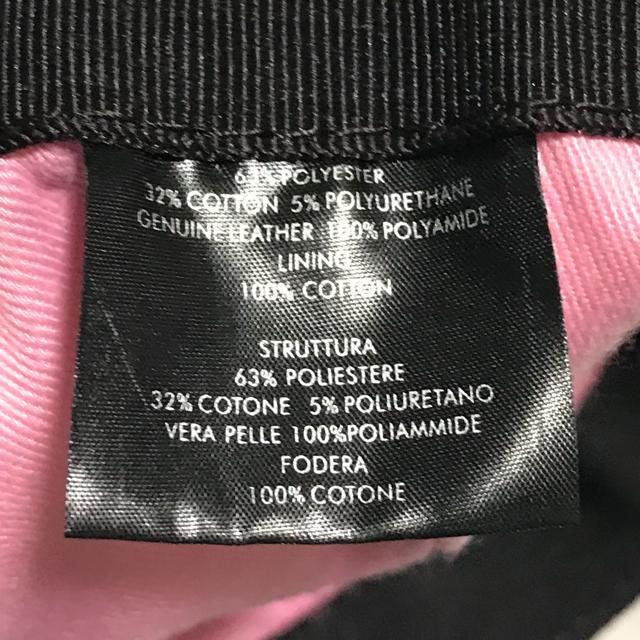 63% POLYESTER
32% COTTON 5% POLYURETHANE
GENUINE LEATHER 100% POLYAMIDE
LINING
100% COTTON
STRUTTURA
63% POLIESTERE
32% COTONE 5% POLIURETANO
VERA PELLE 100%POLIAMMIDE
FODERA
100% COTONE